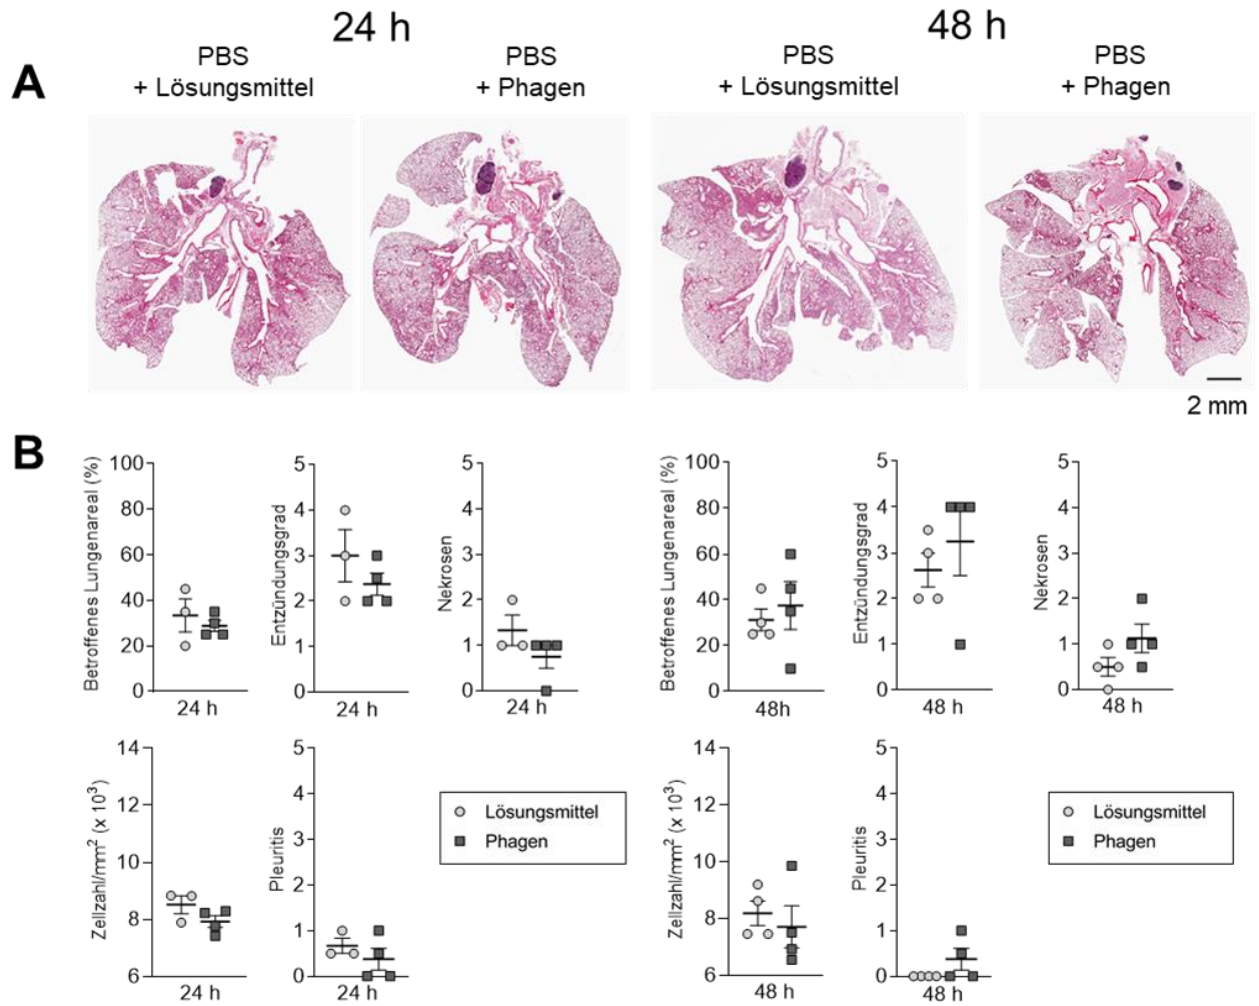 24 h
48 h
PBS
+ Lösungsmittel
PBS
+ Phagen
PBS
+ Lösungsmittel
PBS
+ Phagen
A
2 mm
B
Betroffenes Lungenareal (%)
100
80
60
40
20
0
24 h
Entzündungsgrad
5
4
3
2
1
0
24 h
Nekrosen
5
4
3
2
1
0
24 h
Betroffenes Lungenareal (%)
100
80
60
40
20
0
48h
Entzündungsgrad
5
4
3
2
1
0
48 h
Nekrosen
5
4
3
2
1
0
48 h
Zellzahl/mm² (x 10³)
14
12
10
8
6
24 h
Pleuritis
5
4
3
2
1
0
24 h
Lösungsmittel
Phagen
Zellzahl/mm² (x 10³)
14
12
10
8
6
48 h
Pleuritis
5
4
3
2
1
0
48 h
Lösungsmittel
Phagen